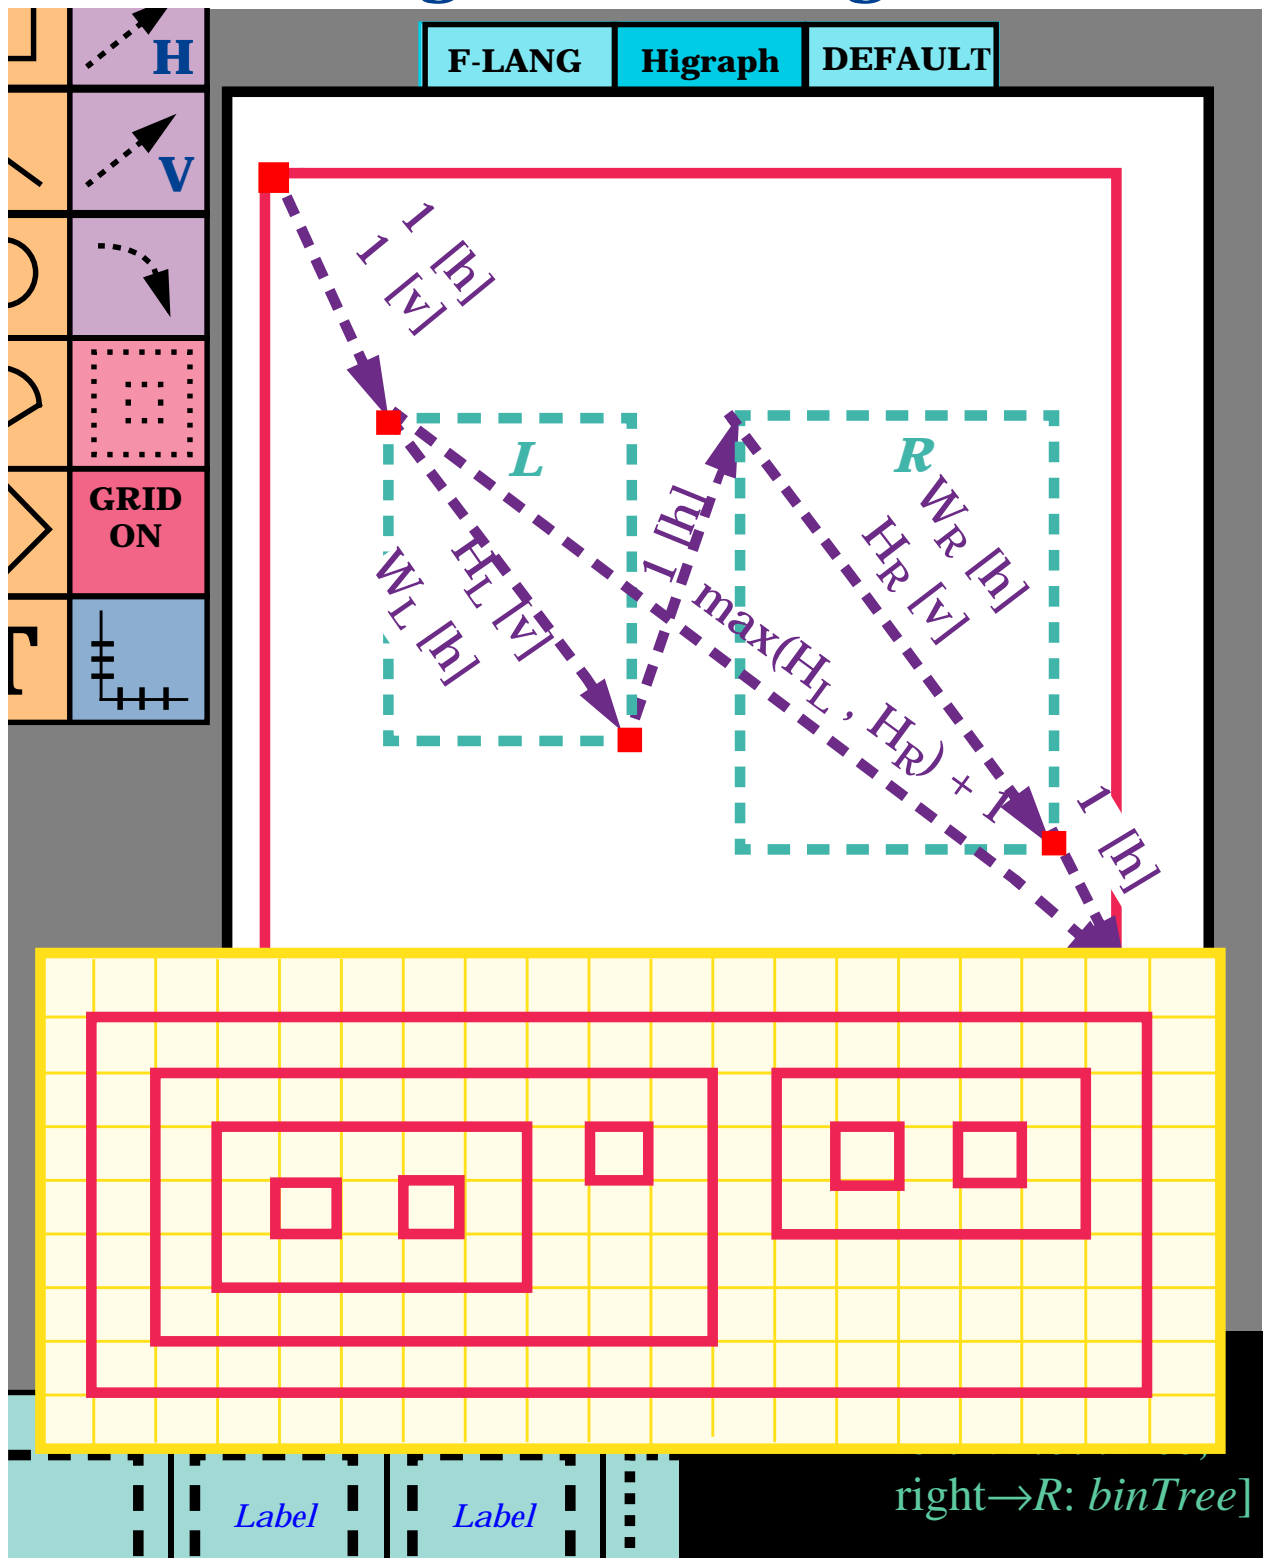 H
F-LANG Higraph DEFAULT
V
1 [h]
1 [v]
L
R
GRID
ON
W_L [h]
H_L [v]
1 [h]
W_R [h]
H_R [v]
max(H_L , H_R) + 1
1 [h]
T
right→R: binTree]
Label Label